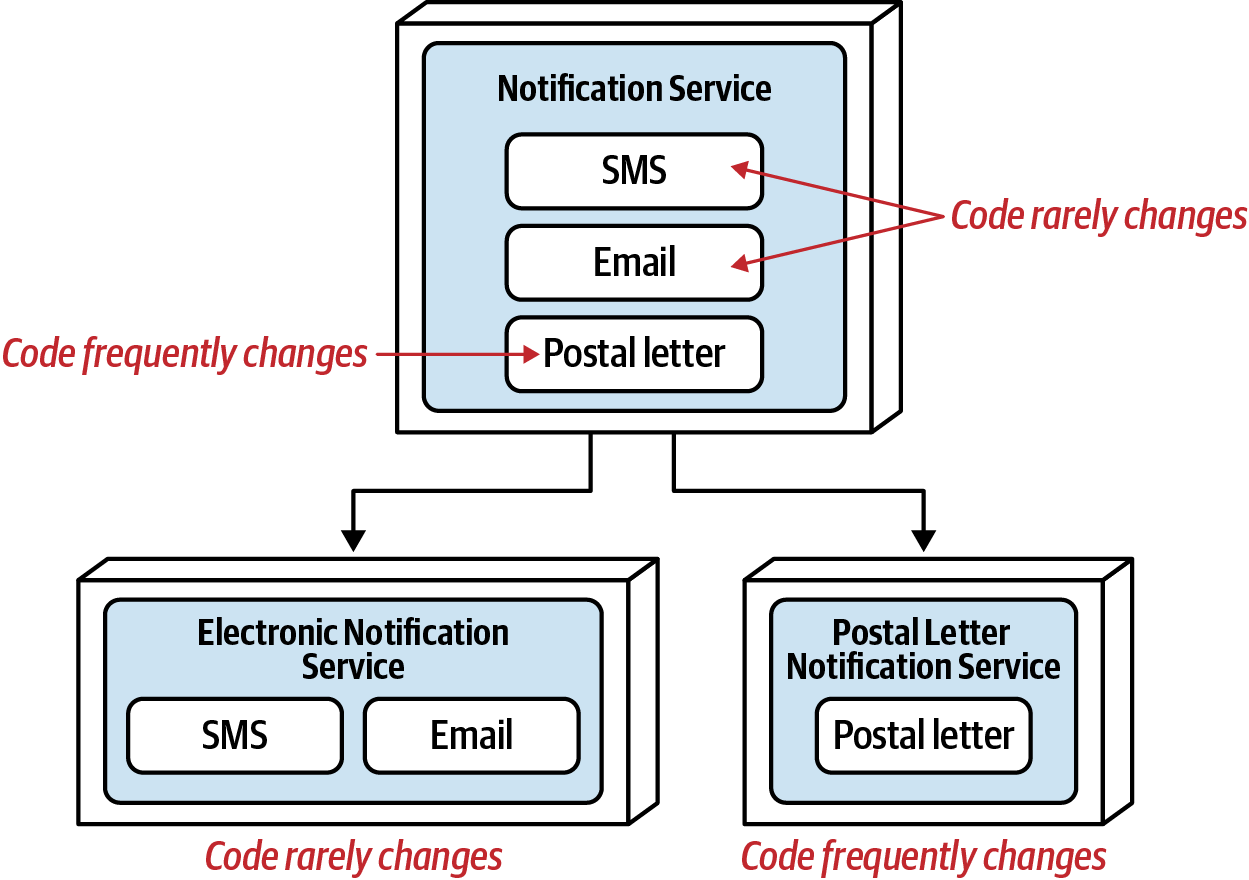 Notification Service
SMS
Code rarely changes
Email
Code frequently changes
Postal letter
Electronic Notification
Service
SMS
Email
Code rarely changes
Postal Letter
Notification Service
Postal letter
Code frequently changes